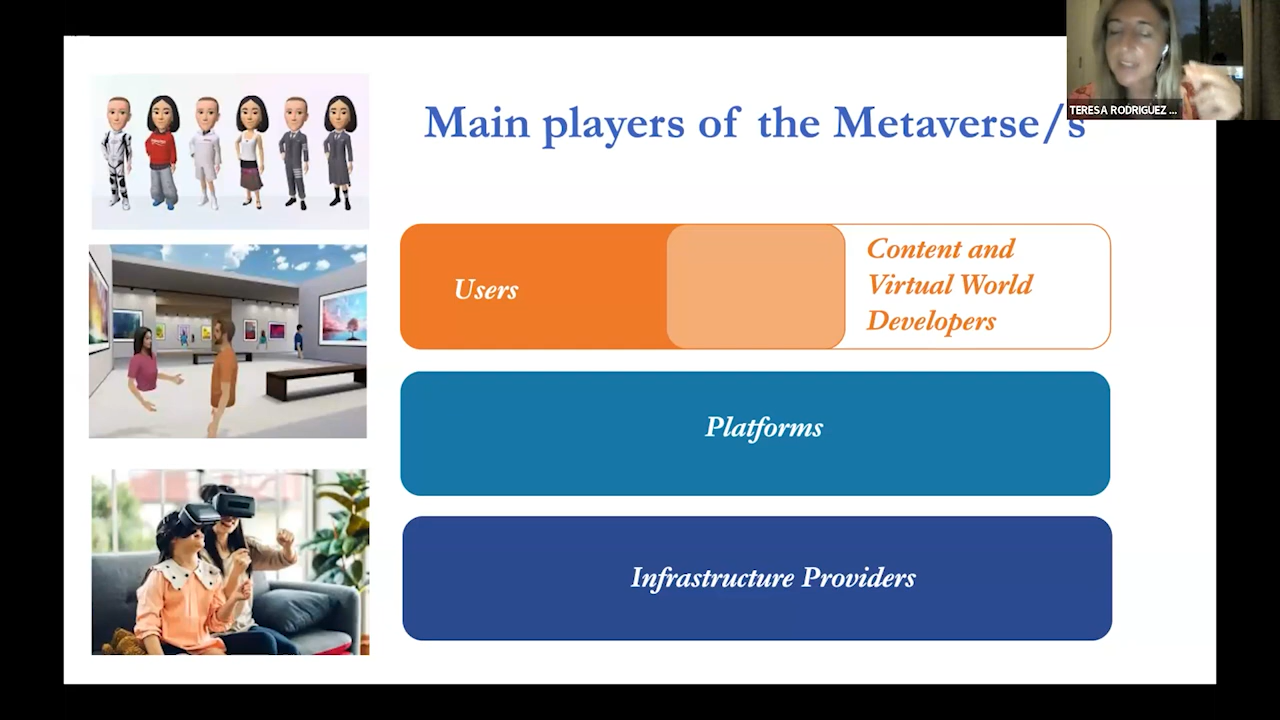 TERESA RODRIGUEZ ...
Main players of the Metaverse/s
Users
Content and
Virtual World
Developers
Platforms
Infrastructure Providers